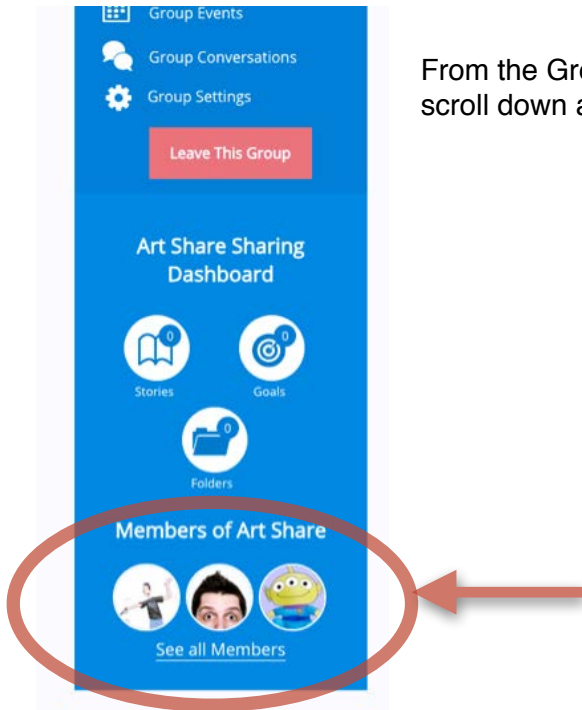 Group Events
Group Conversations
Group Settings
Leave This Group
From the
scroll down
Art Share Sharing
Dashboard
0
0
Stories
Goals
0
Folders
Members of Art Share
See all Members